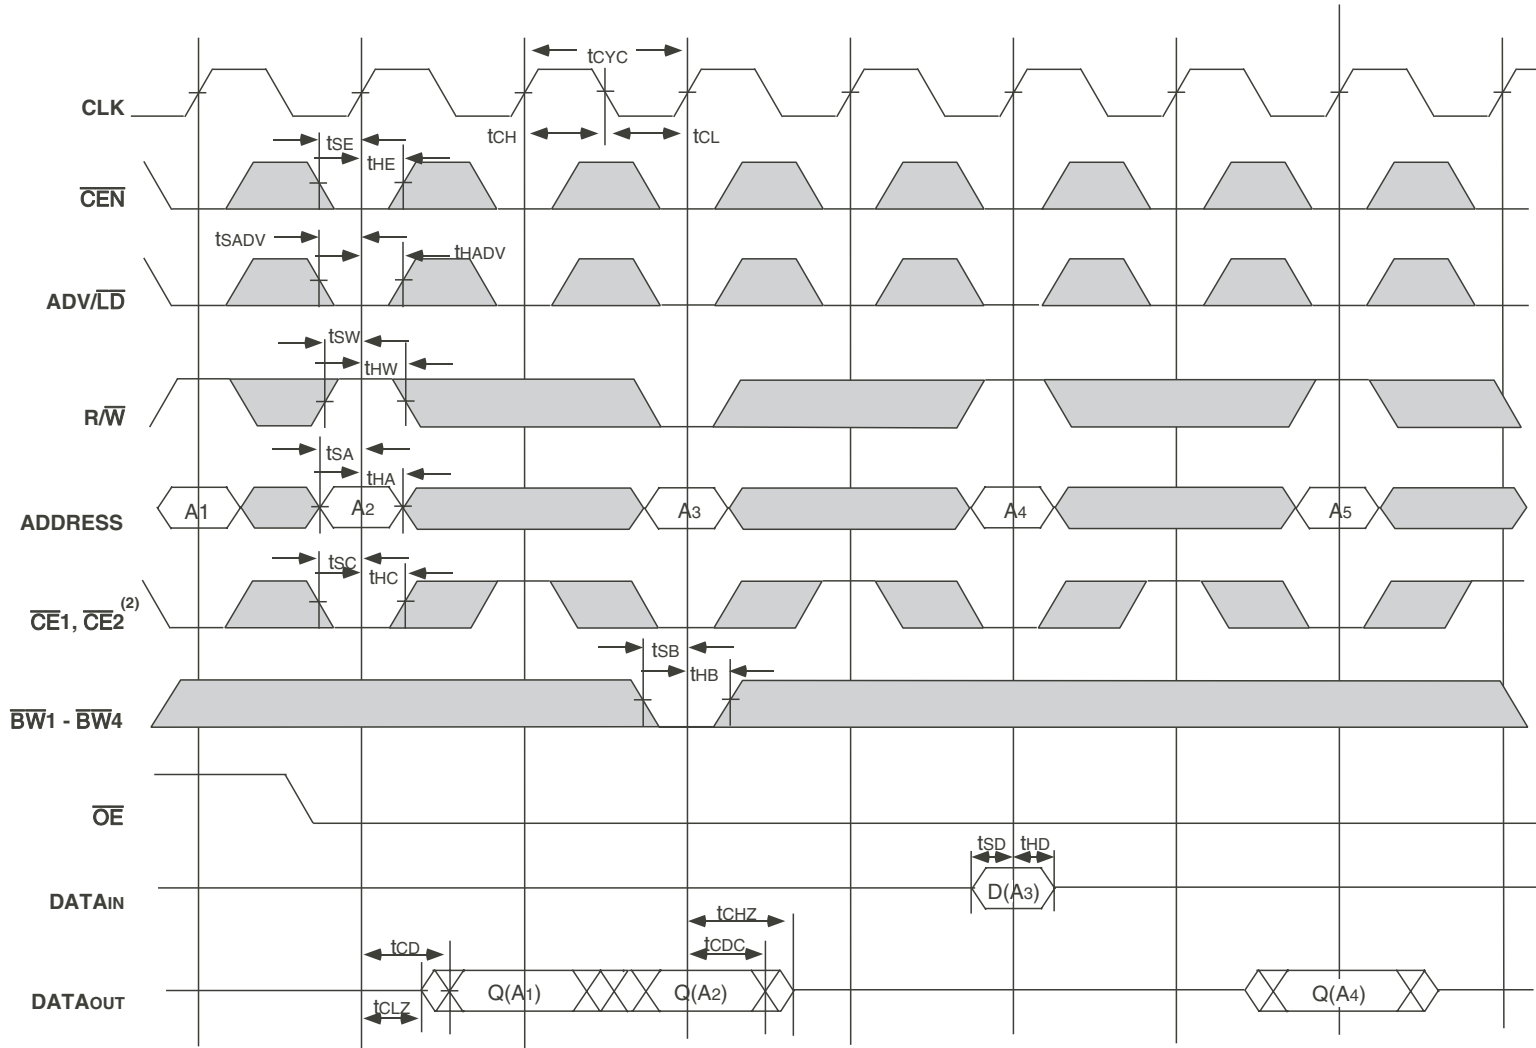 tCYC
CLK
tCH
tCL
tSE
tHE
CEN
tSADV
tHADV
ADV/LD
tSW
tHW
R/W
tSA
tHA
A1
A2
A3
A4
A5
ADDRESS
tSC
tHC
CE1, CE2(2)
tSB
tHB
BW1 - BW4
OE
tSD
tHD
D(A3)
DATAIN
tCHZ
tCD
tCDC
Q(A1)
Q(A2)
Q(A4)
DATAOUT
tCLZ